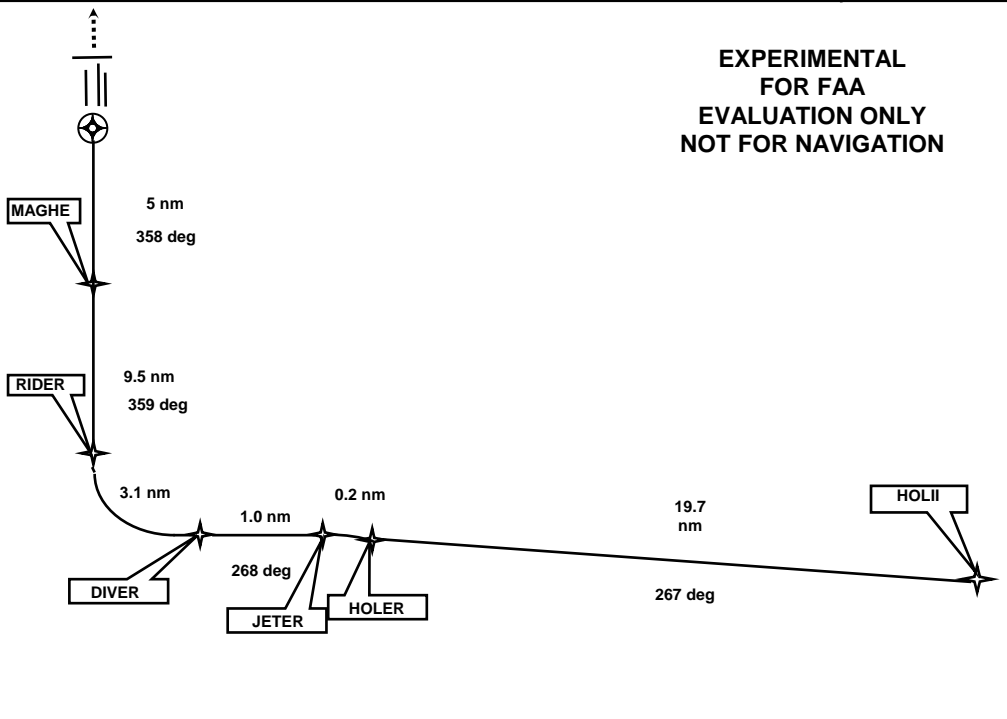 EXPERIMENTAL
FOR FAA
EVALUATION ONLY
NOT FOR NAVIGATION
MAGHE
5 nm
358 deg
RIDER
9.5 nm
359 deg
3.1 nm
1.0 nm
0.2 nm
19.7
nm
HOLII
DIVER
268 deg
JETER
HOLER
267 deg